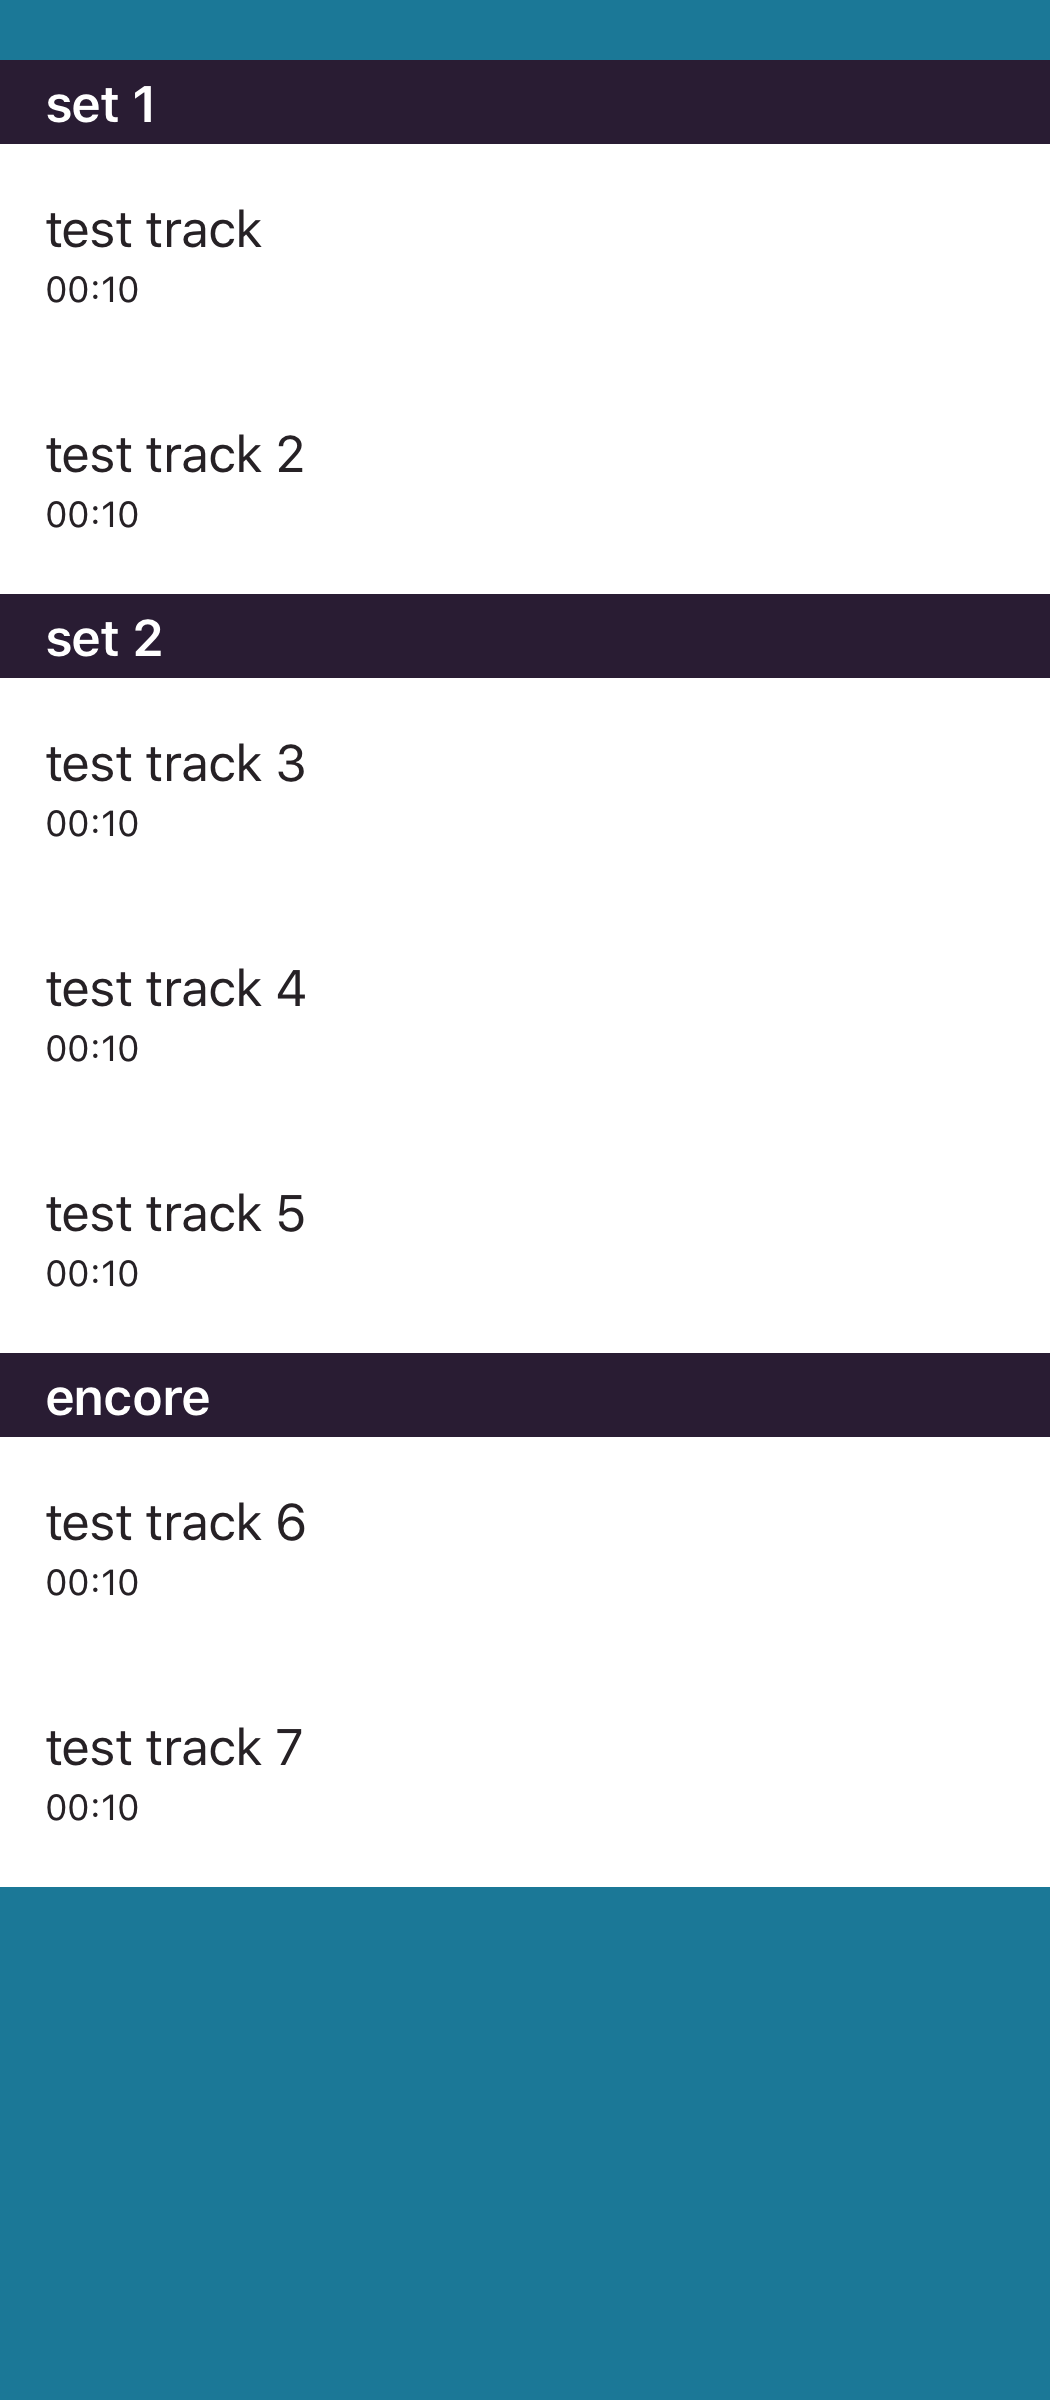 set 1
test track
00:10
test track 2
00:10
set 2
test track 3
00:10
test track 4
00:10
test track 5
00:10
encore
test track 6
00:10
test track 7
00:10